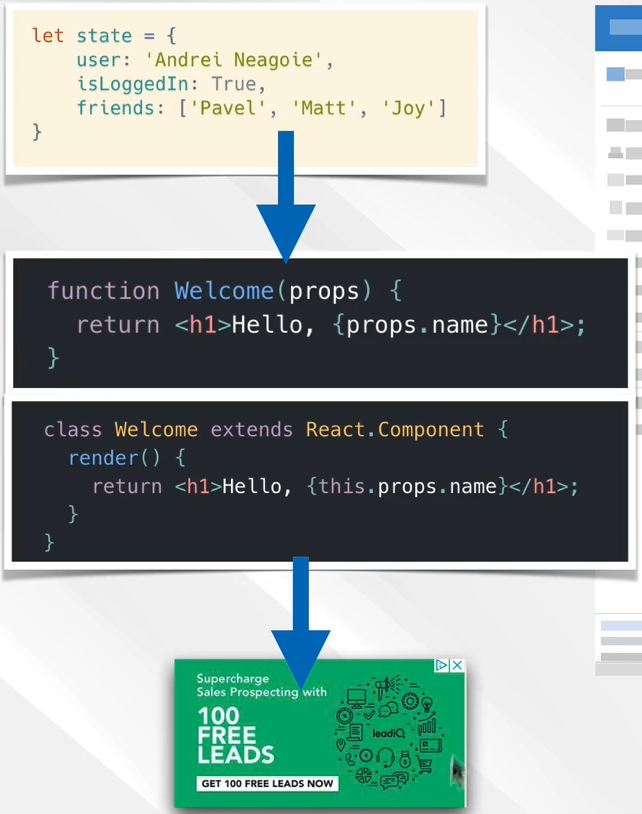 let state = {
    user: 'Andrei Neagoie',
    isLoggedIn: True,
    friends: ['Pavel', 'Matt', 'Joy']
}
function Welcome(props) {
  return <h1>Hello, {props.name}</h1>;
}
class Welcome extends React.Component {
  render() {
    return <h1>Hello, {this.props.name}</h1>;
  }
}
Supercharge
Sales Prospecting with
100
FREE
LEADS
leadiQ
GET 100 FREE LEADS NOW